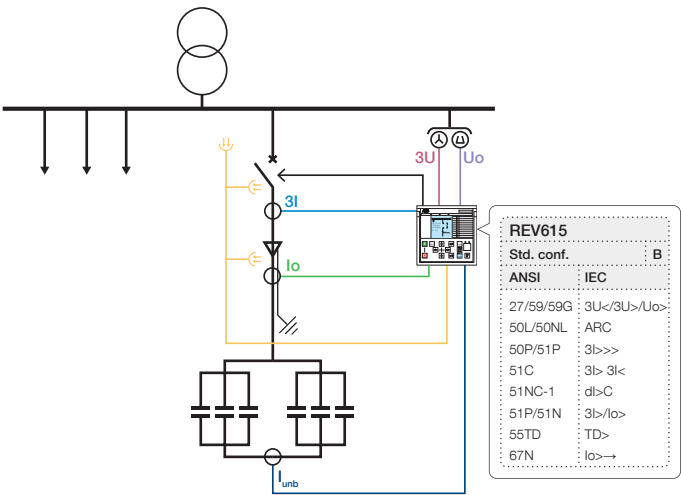 3U
Uo
3I
Io
REV615
Std. conf. B
ANSI IEC
27/59/59G 3U</3U>/Uo>
50L/50NL ARC
50P/51P 3I>>>
51C 3I> 3I<
51NC-1 dI>C
51P/51N 3I>/Io>
55TD TD>
67N Io>→
Iunb